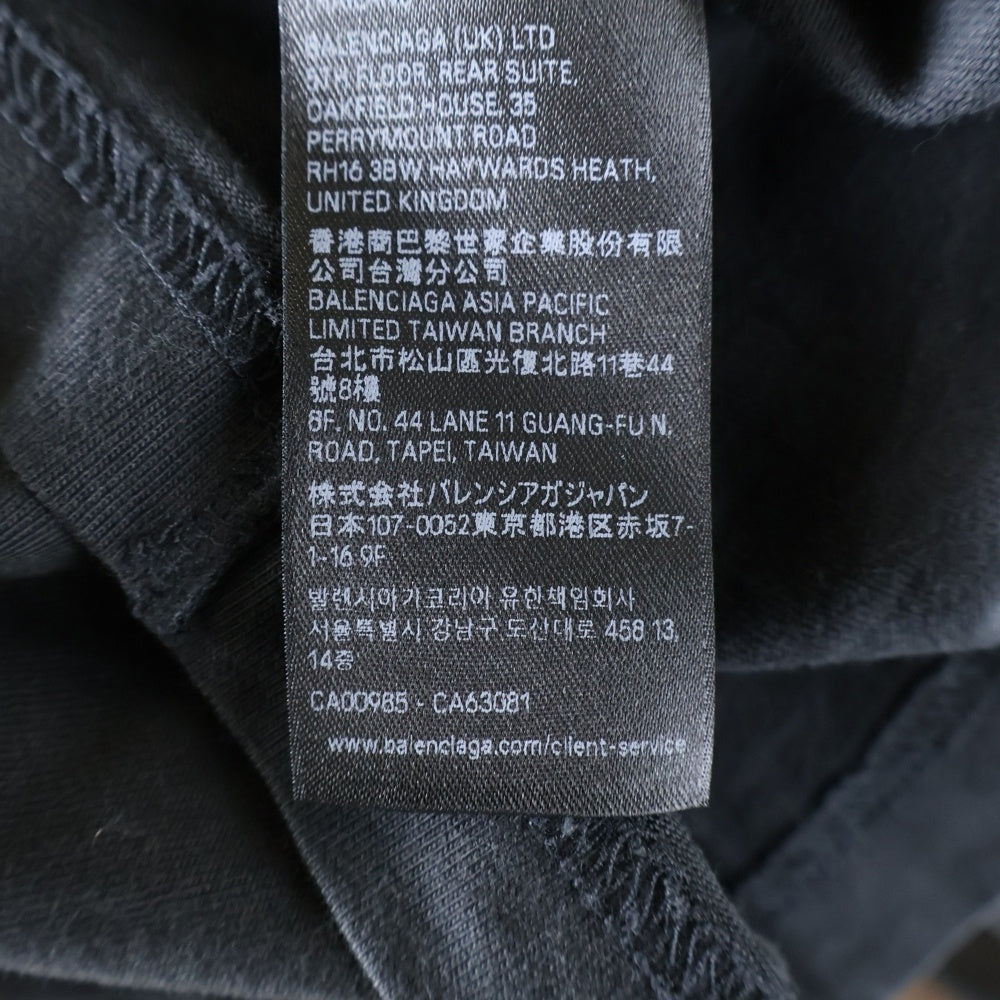 BALENCIAGA (UK) LTD
5TH FLOOR, REAR SUITE,
OAKFIELD HOUSE, 35
PERRYMOUNT ROAD
RH16 3BW HAYWARDS HEATH,
UNITED KINGDOM
香港商巴黎世家企業股份有限
公司台灣分公司
BALENCIAGA ASIA PACIFIC
LIMITED TAIWAN BRANCH
台北市松山區光復北路11巷44
號8樓
8F, NO. 44 LANE 11 GUANG-FU N.
ROAD, TAPEI, TAIWAN
株式会社バレンシアガジャパン
日本107-0052東京都港区赤坂7-
1-16 9F
발렌시아가코리아 유한책임회사
서울특별시 강남구 도산대로 458 13,
14층
CA00985 - CA63081
www.balenciaga.com/client-service